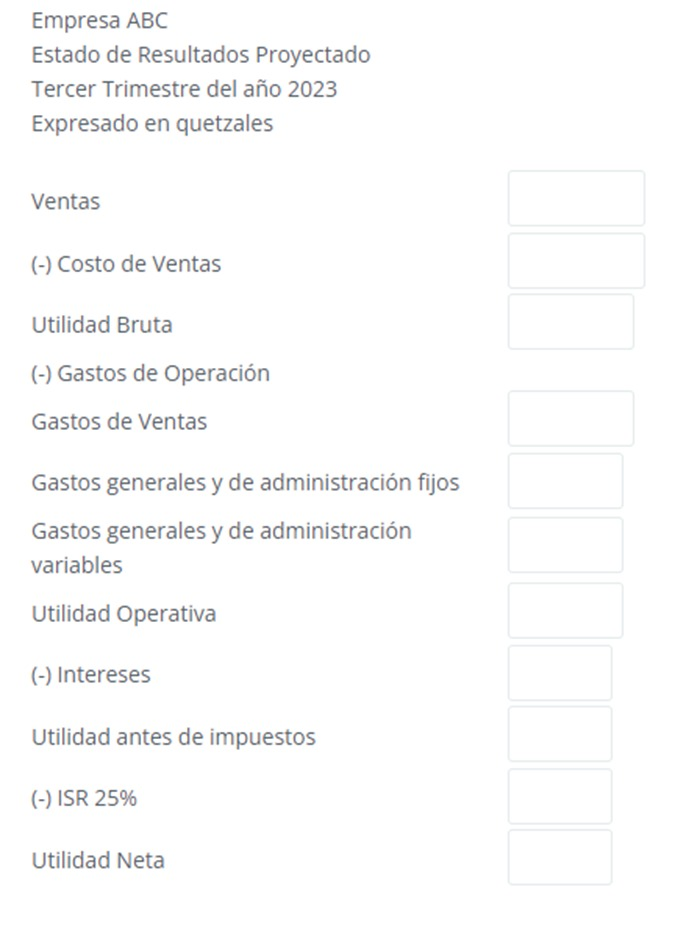 Empresa ABC
Estado de Resultados Proyectado
Tercer Trimestre del año 2023
Expresado en quetzales
Ventas
(-) Costo de Ventas
Utilidad Bruta
(-) Gastos de Operación
Gastos de Ventas
Gastos generales y de administración fijos
Gastos generales y de administración
variables
Utilidad Operativa
(-) Intereses
Utilidad antes de impuestos
(-) ISR 25%
Utilidad Neta